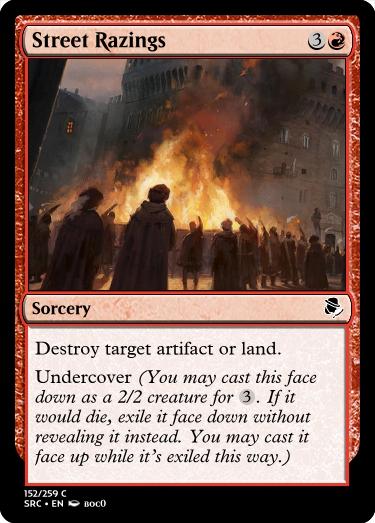 Street Razings 3
Sorcery
Destroy target artifact or land.
Undercover (You may cast this face
down as a 2/2 creature for 3. If it
would die, exile it face down without
revealing it instead. You may cast it
face up while it's exiled this way.)
152/259 C
SRC • EN BOCO